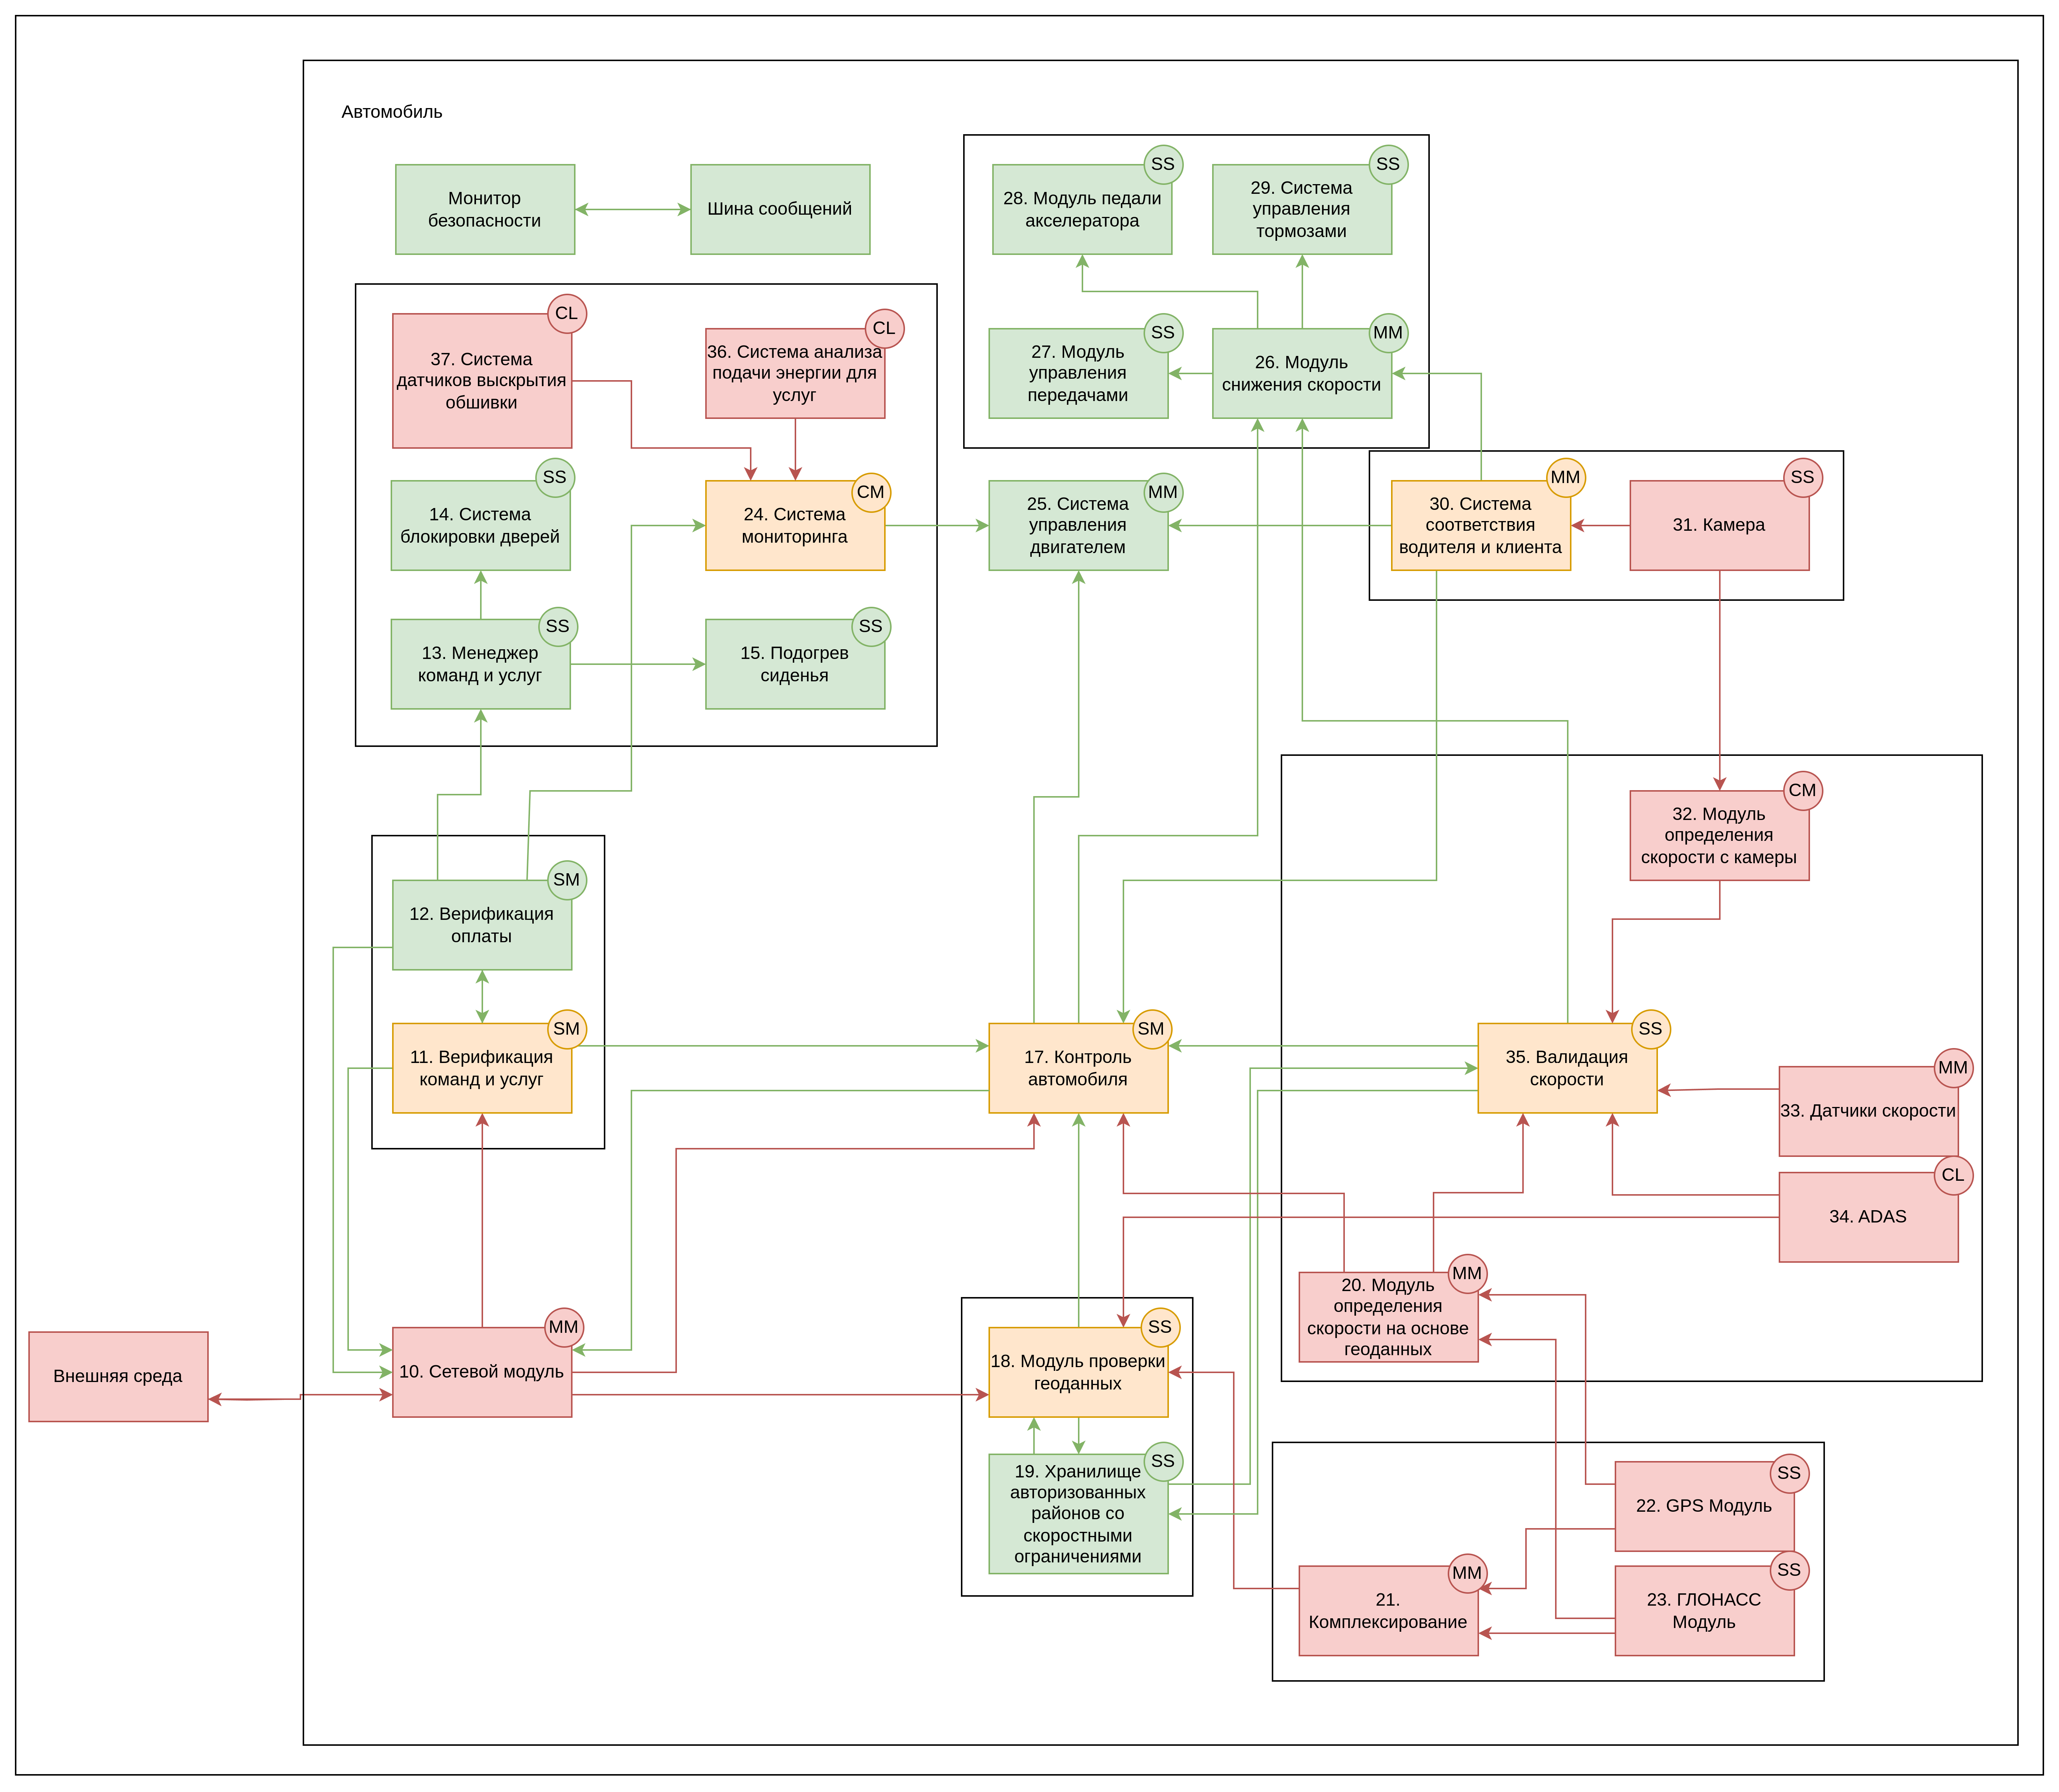 Автомобиль
Монитор
безопасности
Шина сообщений
SS
28. Модуль педали
акселератора
SS
29. Система
управления
тормозами
SS
27. Модуль
управления
передачами
MM
26. Модуль
снижения скорости
CL
37. Система
датчиков выскрытия
обшивки
CL
36. Система анализа
подачи энергии для
услуг
SS
14. Система
блокировки дверей
CM
24. Система
мониторинга
MM
25. Система
управления
двигателем
MM
30. Система
соответствия
водителя и клиента
SS
31. Камера
SS
13. Менеджер
команд и услуг
SS
15. Подогрев
сиденья
CM
32. Модуль
определения
скорости с камеры
SM
12. Верификация
оплаты
SM
11. Верификация
команд и услуг
SM
17. Контроль
автомобиля
SS
35. Валидация
скорости
MM
33. Датчики скорости
CL
34. ADAS
MM
20. Модуль
определения
скорости на основе
геоданных
Внешняя среда
MM
10. Сетевой модуль
SS
18. Модуль проверки
геоданных
SS
19. Хранилище
авторизованных
районов со
скоростными
ограничениями
SS
22. GPS Модуль
MM
21.
Комплексирование
SS
23. ГЛОНАСС
Модуль